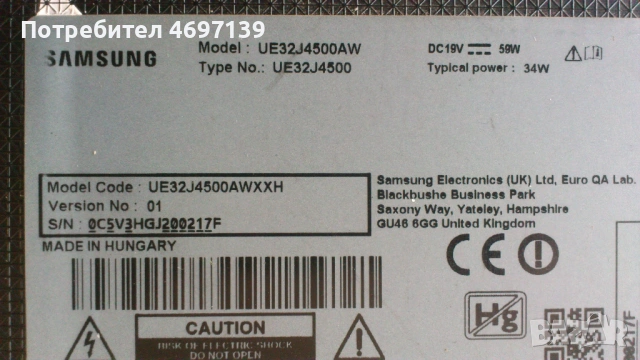 Потребител 4697139
SAMSUNG
Model : UE32J4500AW
Type No.: UE32J4500
DC19V 59W
Typical power : 34W
Model Code : UE32J4500AWXXH
Version No : 01
S/N : 0C5V3HGJ200217F
MADE IN HUNGARY
Samsung Electronics (UK) Ltd, Euro QA Lab.
Blackbushe Business Park
Saxony Way, Yateley, Hampshire
GU46 6GG United Kingdom
CE
Hg
CAUTION
RISK OF ELECTRIC SHOCK
DO NOT OPEN